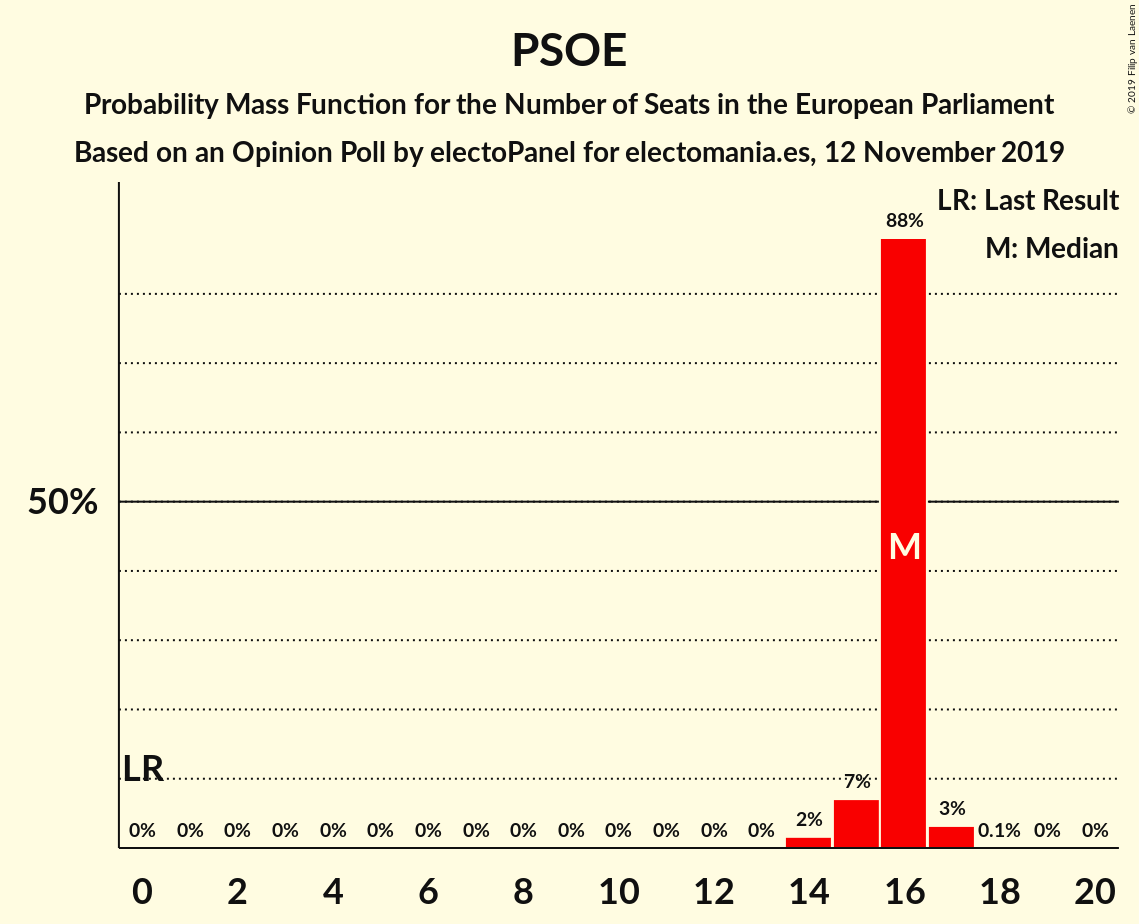 PSOE
Probability Mass Function for the Number of Seats in the European Parliament
Based on an Opinion Poll by electoPanel for electomania.es, 12 November 2019
© 2019 Filip van Laenen
LR: Last Result
M: Median
88%
50%
M
LR
0% 0% 0% 0% 0% 0% 0% 0% 0% 0% 0% 0% 0% 0% 2% 7% 3% 0.1% 0% 0%
0 2 4 6 8 10 12 14 16 18 20